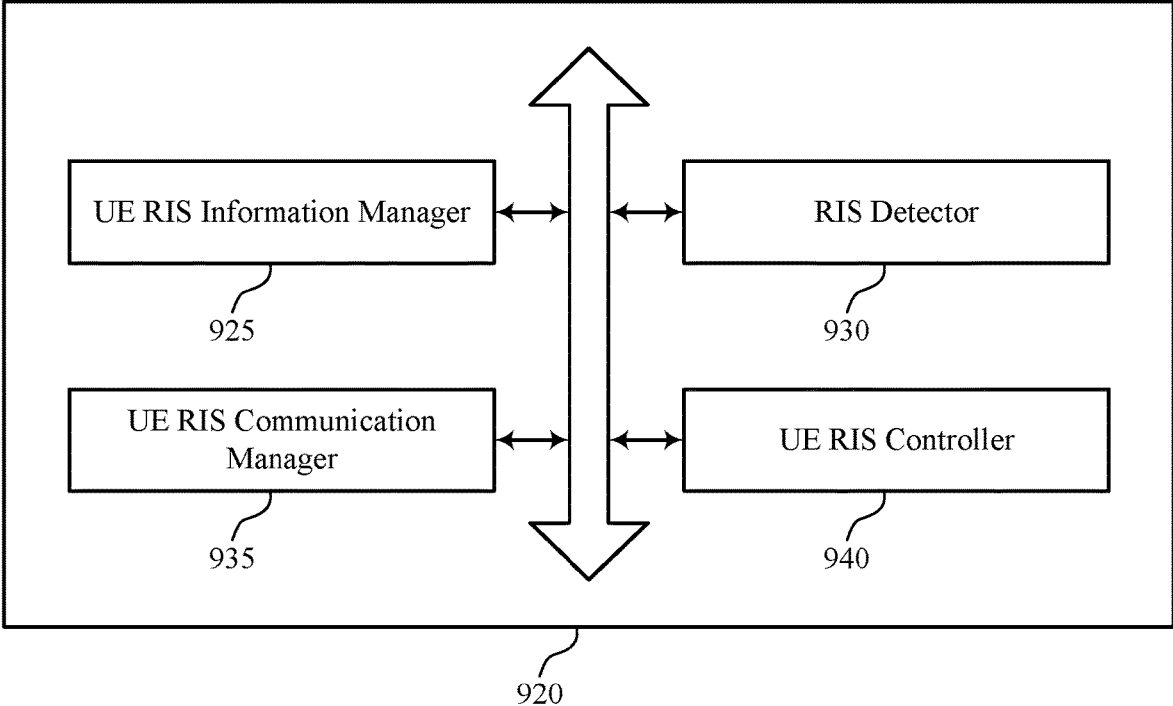 UE RIS Information Manager
RIS Detector
925
930
UE RIS Communication
Manager
UE RIS Controller
935
940
920